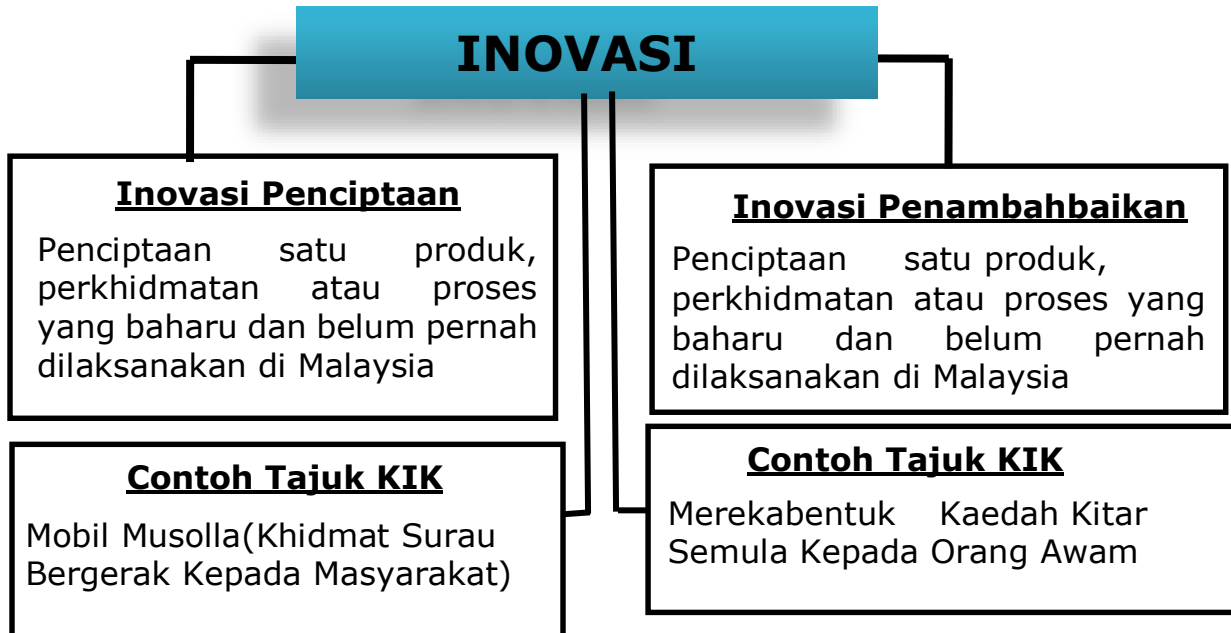 INOVASI
Inovasi Penciptaan
Penciptaan satu produk,
perkhidmatan atau proses
yang baharu dan belum pernah
dilaksanakan di Malaysia
Inovasi Penambahbaikan
Penciptaan satu produk,
perkhidmatan atau proses yang
baharu dan belum pernah
dilaksanakan di Malaysia
Contoh Tajuk KIK
Mobil Musolla(Khidmat Surau
Bergerak Kepada Masyarakat)
Contoh Tajuk KIK
Merekabentuk Kaedah Kitar
Semula Kepada Orang Awam